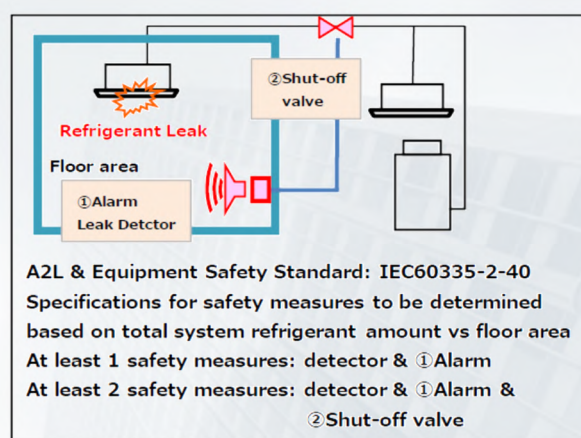 ②Shut-off
valve
Refrigerant Leak
Floor area
①Alarm
Leak Detctor
A2L & Equipment Safety Standard: IEC60335-2-40
Specifications for safety measures to be determined
based on total system refrigerant amount vs floor area
At least 1 safety measures: detector & ①Alarm
At least 2 safety measures: detector & ①Alarm &
②Shut-off valve